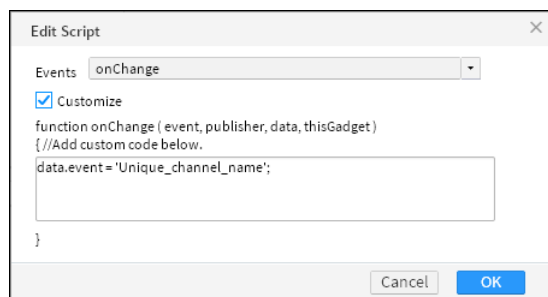 Edit Script
Events onChange
Customize
function onChange ( event, publisher, data, thisGadget )
{ //Add custom code below.
data.event = 'Unique_channel_name';
}
Cancel OK